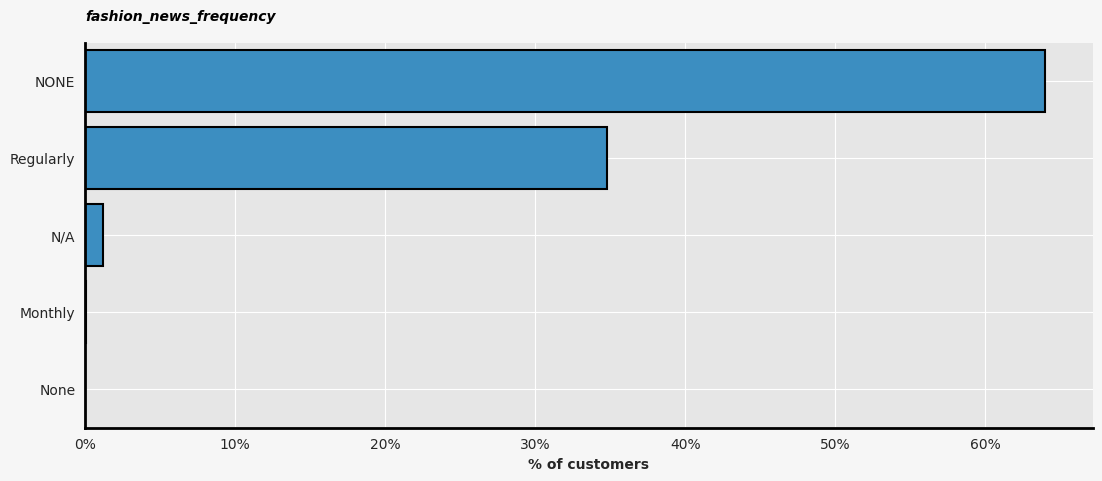 fashion_news_frequency
NONE
Regularly
N/A
Monthly
None
0% 10% 20% 30% 40% 50% 60%
% of customers